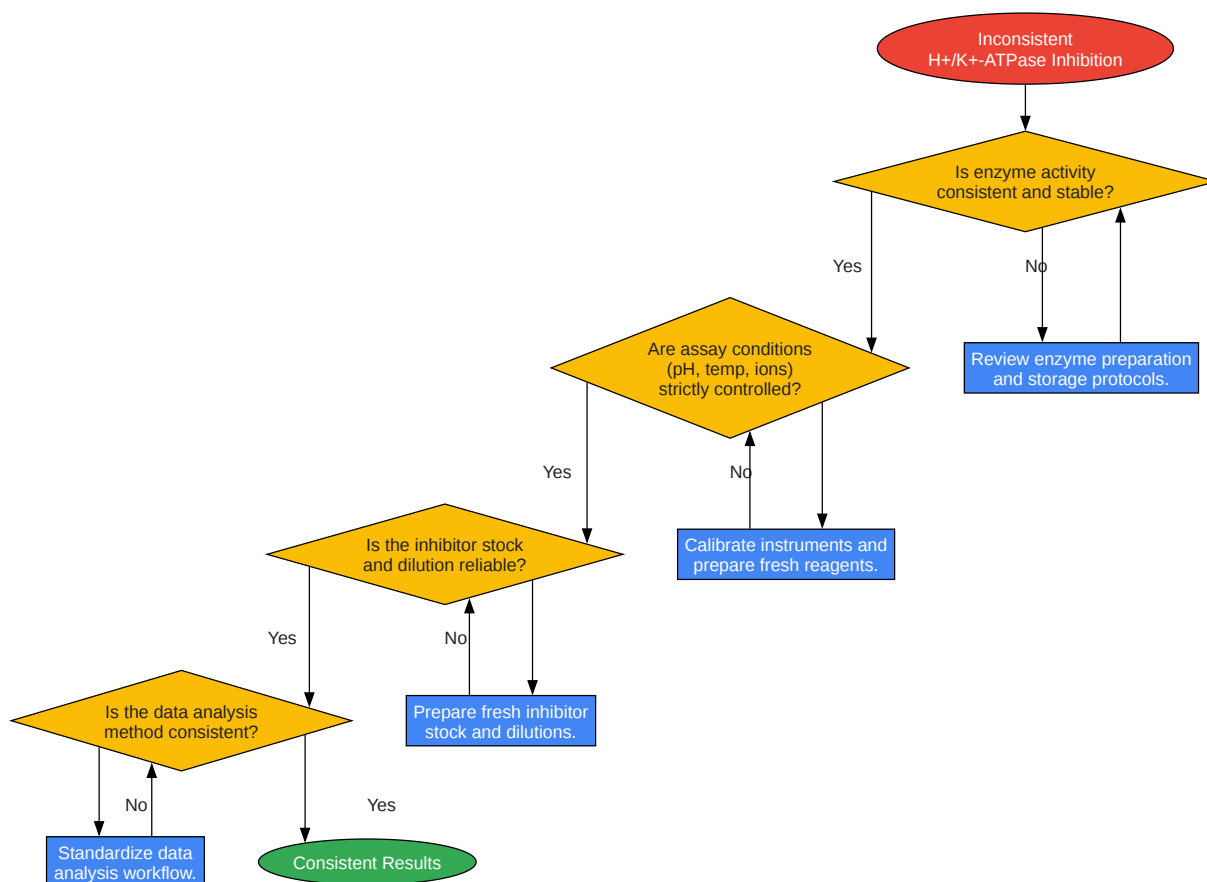 Inconsistent
H+/K+-ATPase Inhibition
Is enzyme activity
consistent and stable?
Yes
No
Review enzyme preparation
and storage protocols.
Are assay conditions
(pH, temp, ions)
strictly controlled?
Yes
No
Calibrate instruments and
prepare fresh reagents.
Is the inhibitor stock
and dilution reliable?
Yes
No
Prepare fresh inhibitor
stock and dilutions.
Is the data analysis
method consistent?
No
Yes
Standardize data
analysis workflow.
Consistent Results